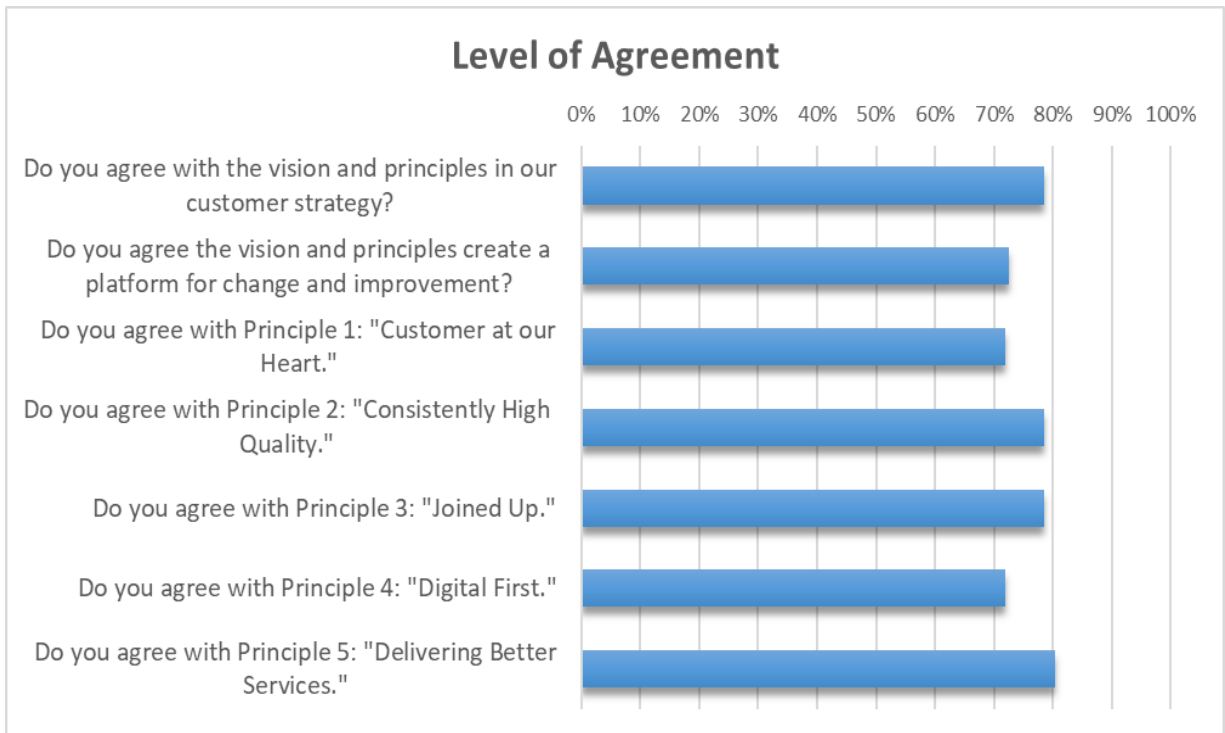 Level of Agreement
0% 10% 20% 30% 40% 50% 60% 70% 80% 90% 100%
Do you agree with the vision and principles in our
customer strategy?
Do you agree the vision and principles create a
platform for change and improvement?
Do you agree with Principle 1: "Customer at our
Heart."
Do you agree with Principle 2: "Consistently High
Quality."
Do you agree with Principle 3: "Joined Up."
Do you agree with Principle 4: "Digital First."
Do you agree with Principle 5: "Delivering Better
Services."